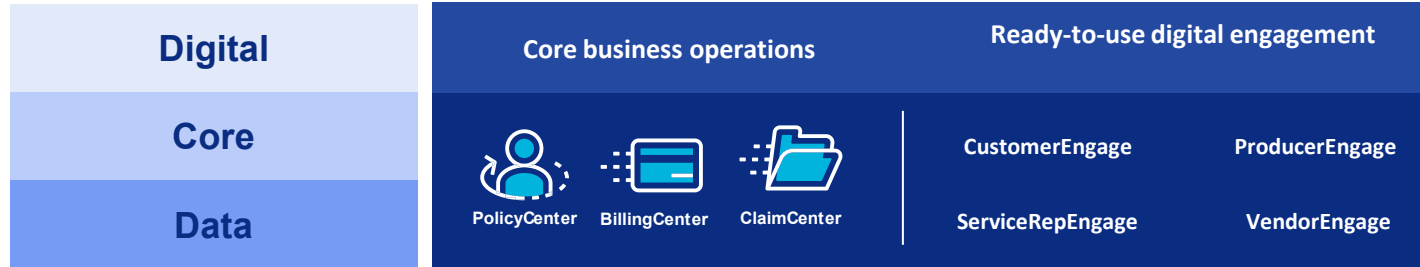 Digital
Core
Data
Core business operations
Ready-to-use digital engagement
PolicyCenter
BillingCenter
ClaimCenter
CustomerEngage
ProducerEngage
ServiceRepEngage
VendorEngage